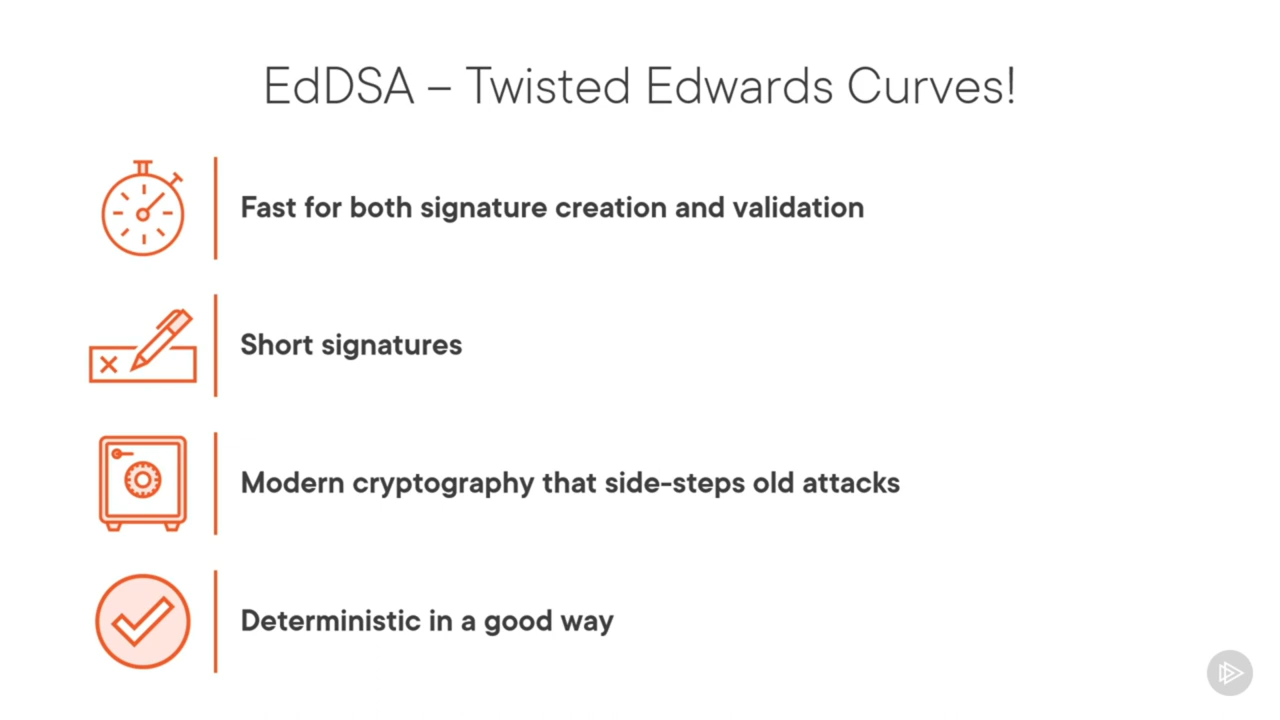 EdDSA – Twisted Edwards Curves!
Fast for both signature creation and validation
Short signatures
Modern cryptography that side-steps old attacks
Deterministic in a good way